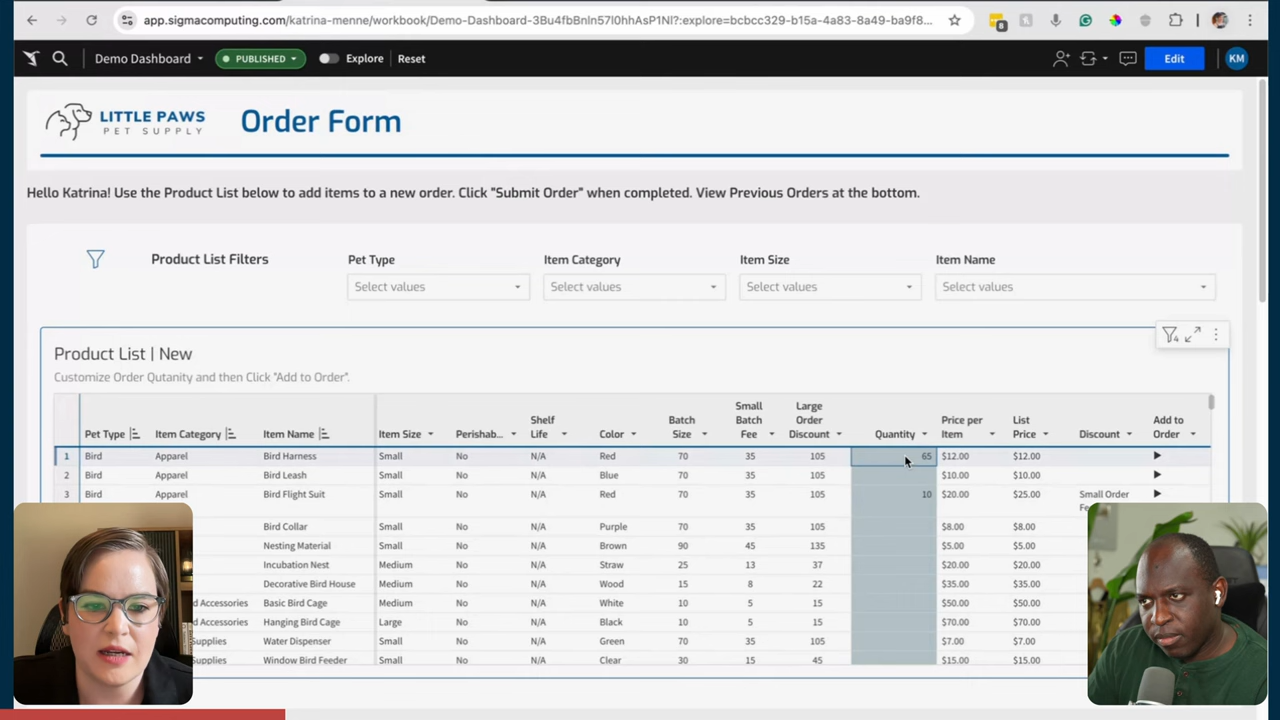 app.sigmacomputing.com/katrina-menne/workbook/Demo-Dashboard-3Bu4fbBnln57l0hhAsP1Nl?:explore=bcbcc329-b15a-4a83-8a49-ba9f8...
8
Demo Dashboard PUBLISHED Explore Reset Edit KM
LITTLE PAWS
PET SUPPLY
Order Form
Hello Katrina! Use the Product List below to add items to a new order. Click "Submit Order" when completed. View Previous Orders at the bottom.
Product List Filters
Pet Type Item Category Item Size Item Name
Select values Select values Select values Select values
Product List | New
Customize Order Qutanity and then Click "Add to Order".
Pet Type Item Category Item Name Item Size Perishab... Shelf Life Color Batch Size Small Batch Fee Large Order Discount Quantity Price per Item List Price Discount Add to Order
1 Bird Apparel Bird Harness Small No N/A Red 70 35 105 65 $12.00 $12.00
2 Bird Apparel Bird Leash Small No N/A Blue 70 35 105 $10.00 $10.00
3 Bird Apparel Bird Flight Suit Small No N/A Red 70 35 105 10 $20.00 $25.00 Small Order
Bird Collar Small No N/A Purple 70 35 105 $8.00 $8.00
Nesting Material Small No N/A Brown 90 45 135 $5.00 $5.00
Incubation Nest Medium No N/A Straw 25 13 37 $20.00 $20.00
Decorative Bird House Medium No N/A Wood 15 8 22 $35.00 $35.00
d Accessories Basic Bird Cage Medium No N/A White 10 5 15 $50.00 $50.00
d Accessories Hanging Bird Cage Large No N/A Black 10 5 15 $70.00 $70.00
Supplies Water Dispenser Small No N/A Green 70 35 105 $7.00 $7.00
Supplies Window Bird Feeder Small No N/A Clear 30 15 45 $15.00 $15.00